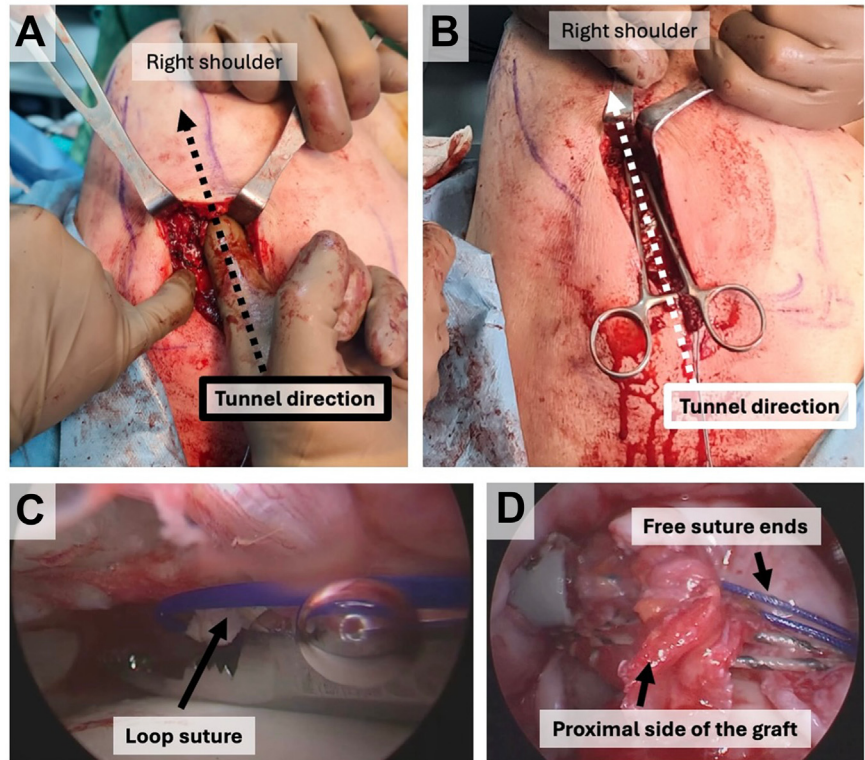 A
Right shoulder
Tunnel direction
B
Right shoulder
Tunnel direction
C
Loop suture
D
Free suture ends
Proximal side of the graft